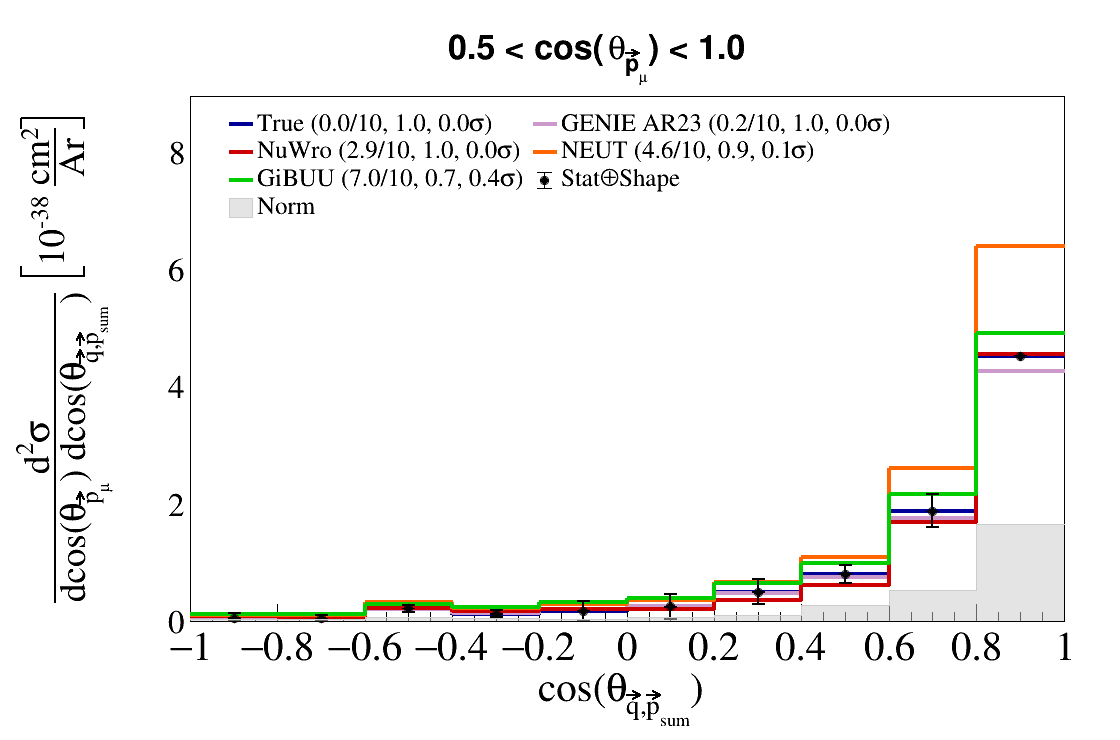 0.5 < cos(θ_{p⃗_μ}) < 1.0
True (0.0/10, 1.0, 0.0σ)
GENIE AR23 (0.2/10, 1.0, 0.0σ)
NuWro (2.9/10, 1.0, 0.0σ)
NEUT (4.6/10, 0.9, 0.1σ)
GiBUU (7.0/10, 0.7, 0.4σ)
Stat⊕Shape
Norm
d²σ / dcos(θ_{p⃗_μ}) dcos(θ_{q⃗,p⃗_sum}) [10⁻³⁸ cm²/Ar]
8
6
4
2
0
−1 −0.8 −0.6 −0.4 −0.2 0 0.2 0.4 0.6 0.8 1
cos(θ_{q⃗,p⃗_sum})